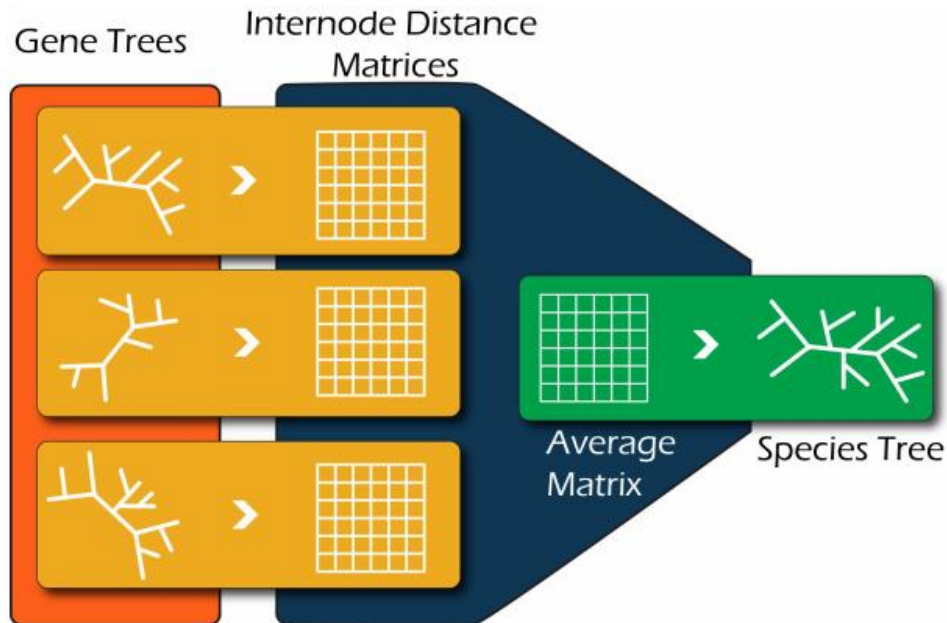 Gene Trees
Internode Distance
Matrices
Average
Matrix
Species Tree